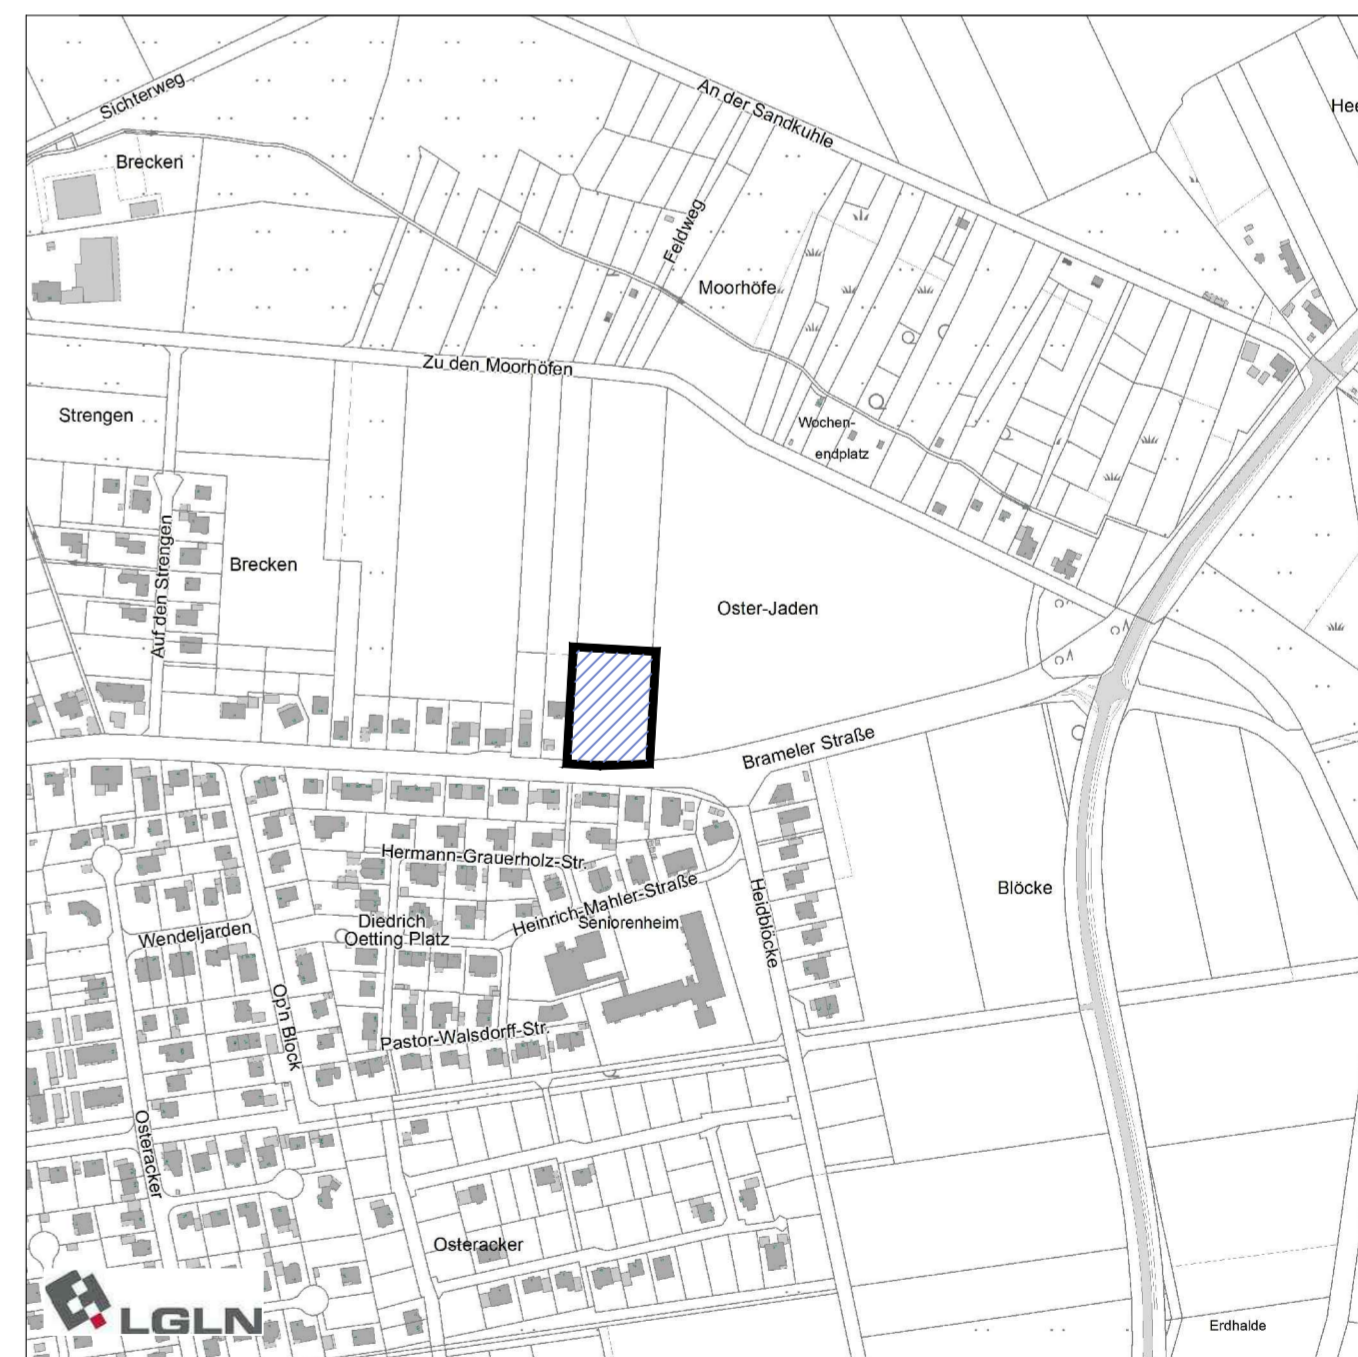 Sichterweg
An der Sandkuhle
Brecken
Feldweg
Moorhöfe
Zu den Moorhöfen
Strengen
Wochen-
endplatz
Auf den Strengen
Brecken
Oster-Jaden
Brameler Straße
Hermann-Grauerholz-Str.
Heinrich-Mahler-Straße
Heidblöcke
Blöcke
Diedrich
Oetting Platz
Seniorenheim
Wendeljarden
Op'n Block
Pastor-Walsdorff-Str.
Osteracker
Osteracker
LGLN
Erdhalde